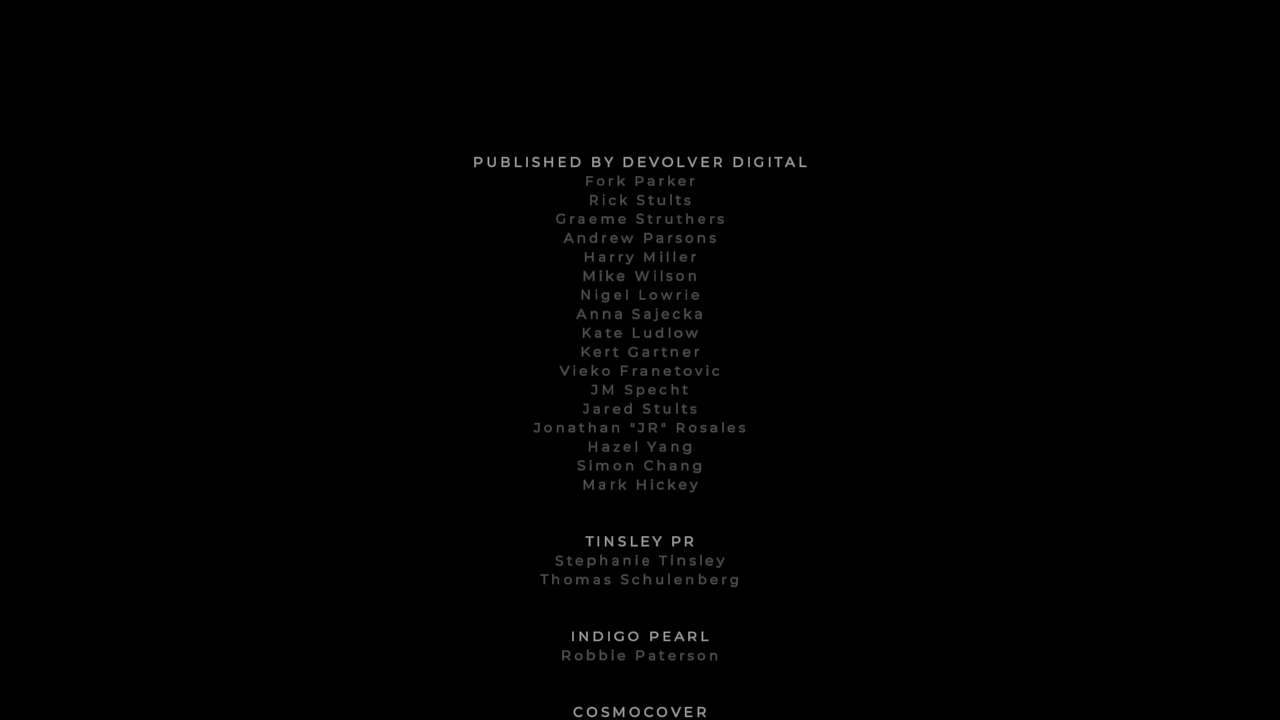 PUBLISHED BY DEVOLVER DIGITAL
Fork Parker
Rick Stults
Graeme Struthers
Andrew Parsons
Harry Miller
Mike Wilson
Nigel Lowrie
Anna Sajecka
Kate Ludlow
Kert Gartner
Vieko Franetovic
JM Specht
Jared Stults
Jonathan "JR" Rosales
Hazel Yang
Simon Chang
Mark Hickey
TINSLEY PR
Stephanie Tinsley
Thomas Schulenberg
INDIGO PEARL
Robbie Paterson
COSMOCOVER